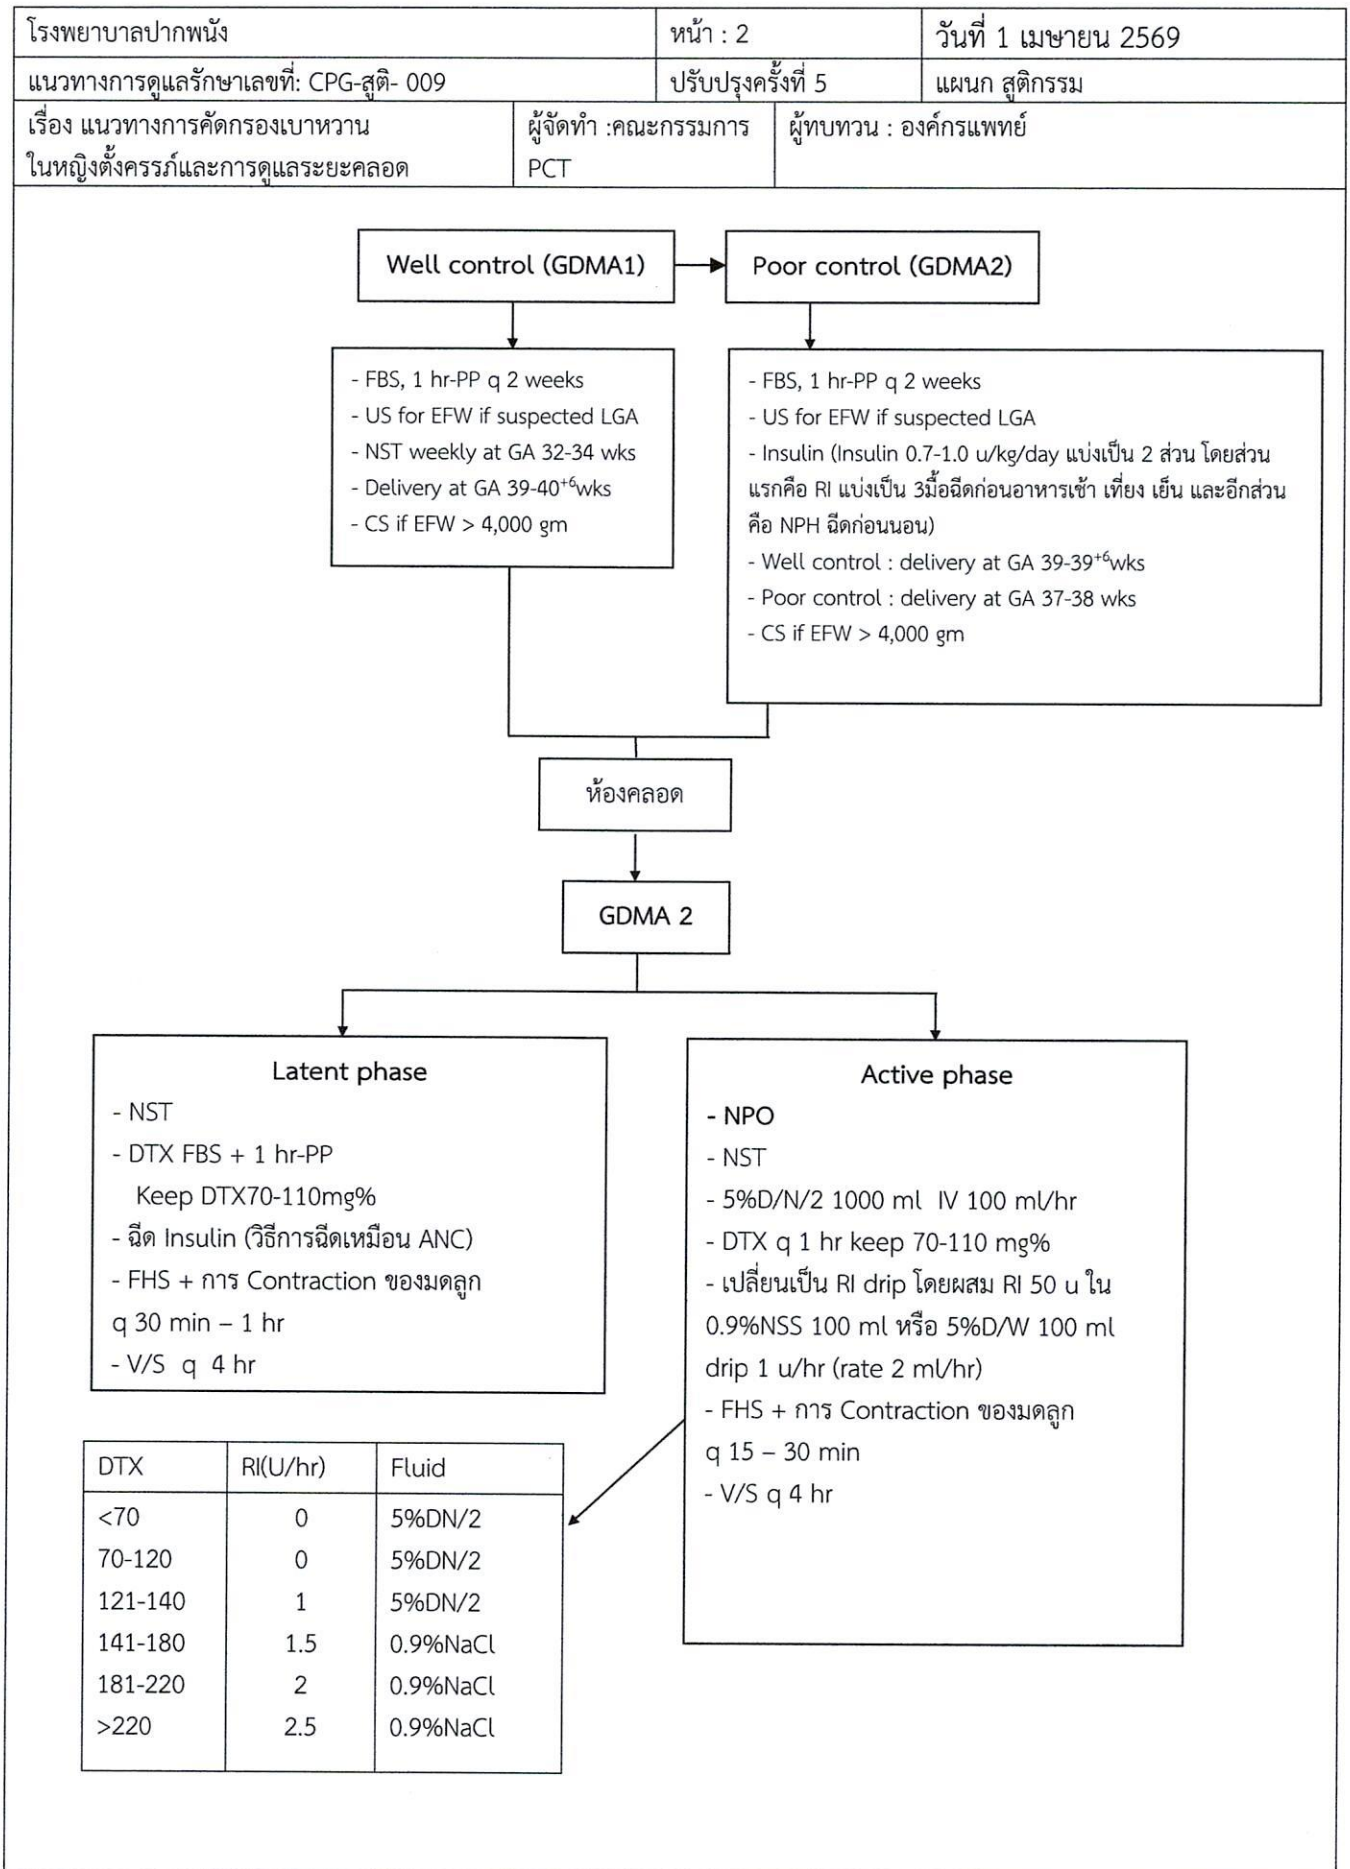 โรงพยาบาลปากพนัง
หน้า : 2
วันที่ 1 เมษายน 2569
แนวทางการดูแลรักษาเลขที่: CPG-สูติ- 009
ปรับปรุงครั้งที่ 5
แผนก สูติกรรม
เรื่อง แนวทางการคัดกรองเบาหวาน
ในหญิงตั้งครรภ์และการดูแลระยะคลอด
ผู้จัดทำ :คณะกรรมการ
PCT
ผู้ทบทวน : องค์กรแพทย์
Well control (GDMA1)
Poor control (GDMA2)
- FBS, 1 hr-PP q 2 weeks
- US for EFW if suspected LGA
- NST weekly at GA 32-34 wks
- Delivery at GA 39-40⁺⁶wks
- CS if EFW > 4,000 gm
- FBS, 1 hr-PP q 2 weeks
- US for EFW if suspected LGA
- Insulin (Insulin 0.7-1.0 u/kg/day แบ่งเป็น 2 ส่วน โดยส่วน
แรกคือ RI แบ่งเป็น 3มื้อฉีดก่อนอาหารเช้า เที่ยง เย็น และอีกส่วน
คือ NPH ฉีดก่อนนอน)
- Well control : delivery at GA 39-39⁺⁶wks
- Poor control : delivery at GA 37-38 wks
- CS if EFW > 4,000 gm
ห้องคลอด
GDMA 2
Latent phase
- NST
- DTX FBS + 1 hr-PP
Keep DTX70-110mg%
- ฉีด Insulin (วิธีการฉีดเหมือน ANC)
- FHS + การ Contraction ของมดลูก
q 30 min – 1 hr
- V/S q 4 hr
Active phase
- NPO
- NST
- 5%D/N/2 1000 ml IV 100 ml/hr
- DTX q 1 hr keep 70-110 mg%
- เปลี่ยนเป็น RI drip โดยผสม RI 50 u ใน
0.9%NSS 100 ml หรือ 5%D/W 100 ml
drip 1 u/hr (rate 2 ml/hr)
- FHS + การ Contraction ของมดลูก
q 15 – 30 min
- V/S q 4 hr
DTX RI(U/hr) Fluid
<70 0 5%DN/2
70-120 0 5%DN/2
121-140 1 5%DN/2
141-180 1.5 0.9%NaCl
181-220 2 0.9%NaCl
>220 2.5 0.9%NaCl